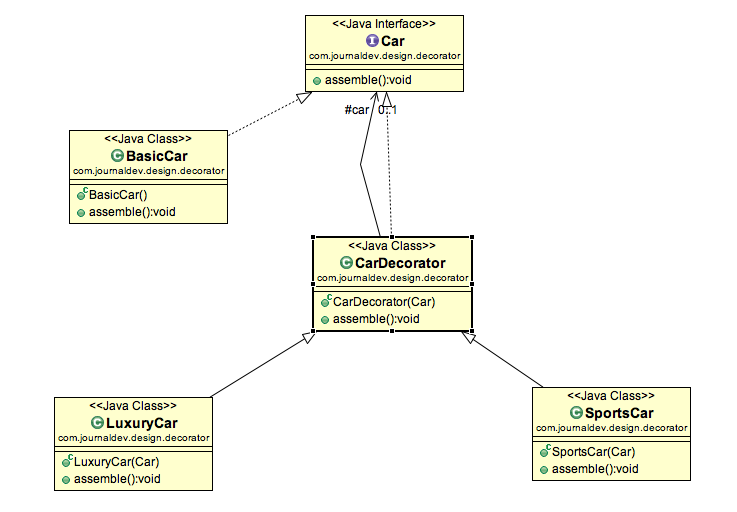 <<Java Interface>>
I Car
com.journaldev.design.decorator
assemble():void
#car 0..1
<<Java Class>>
C BasicCar
com.journaldev.design.decorator
C BasicCar()
assemble():void
<<Java Class>>
C CarDecorator
com.journaldev.design.decorator
C CarDecorator(Car)
assemble():void
<<Java Class>>
C LuxuryCar
com.journaldev.design.decorator
C LuxuryCar(Car)
assemble():void
<<Java Class>>
C SportsCar
com.journaldev.design.decorator
C SportsCar(Car)
assemble():void